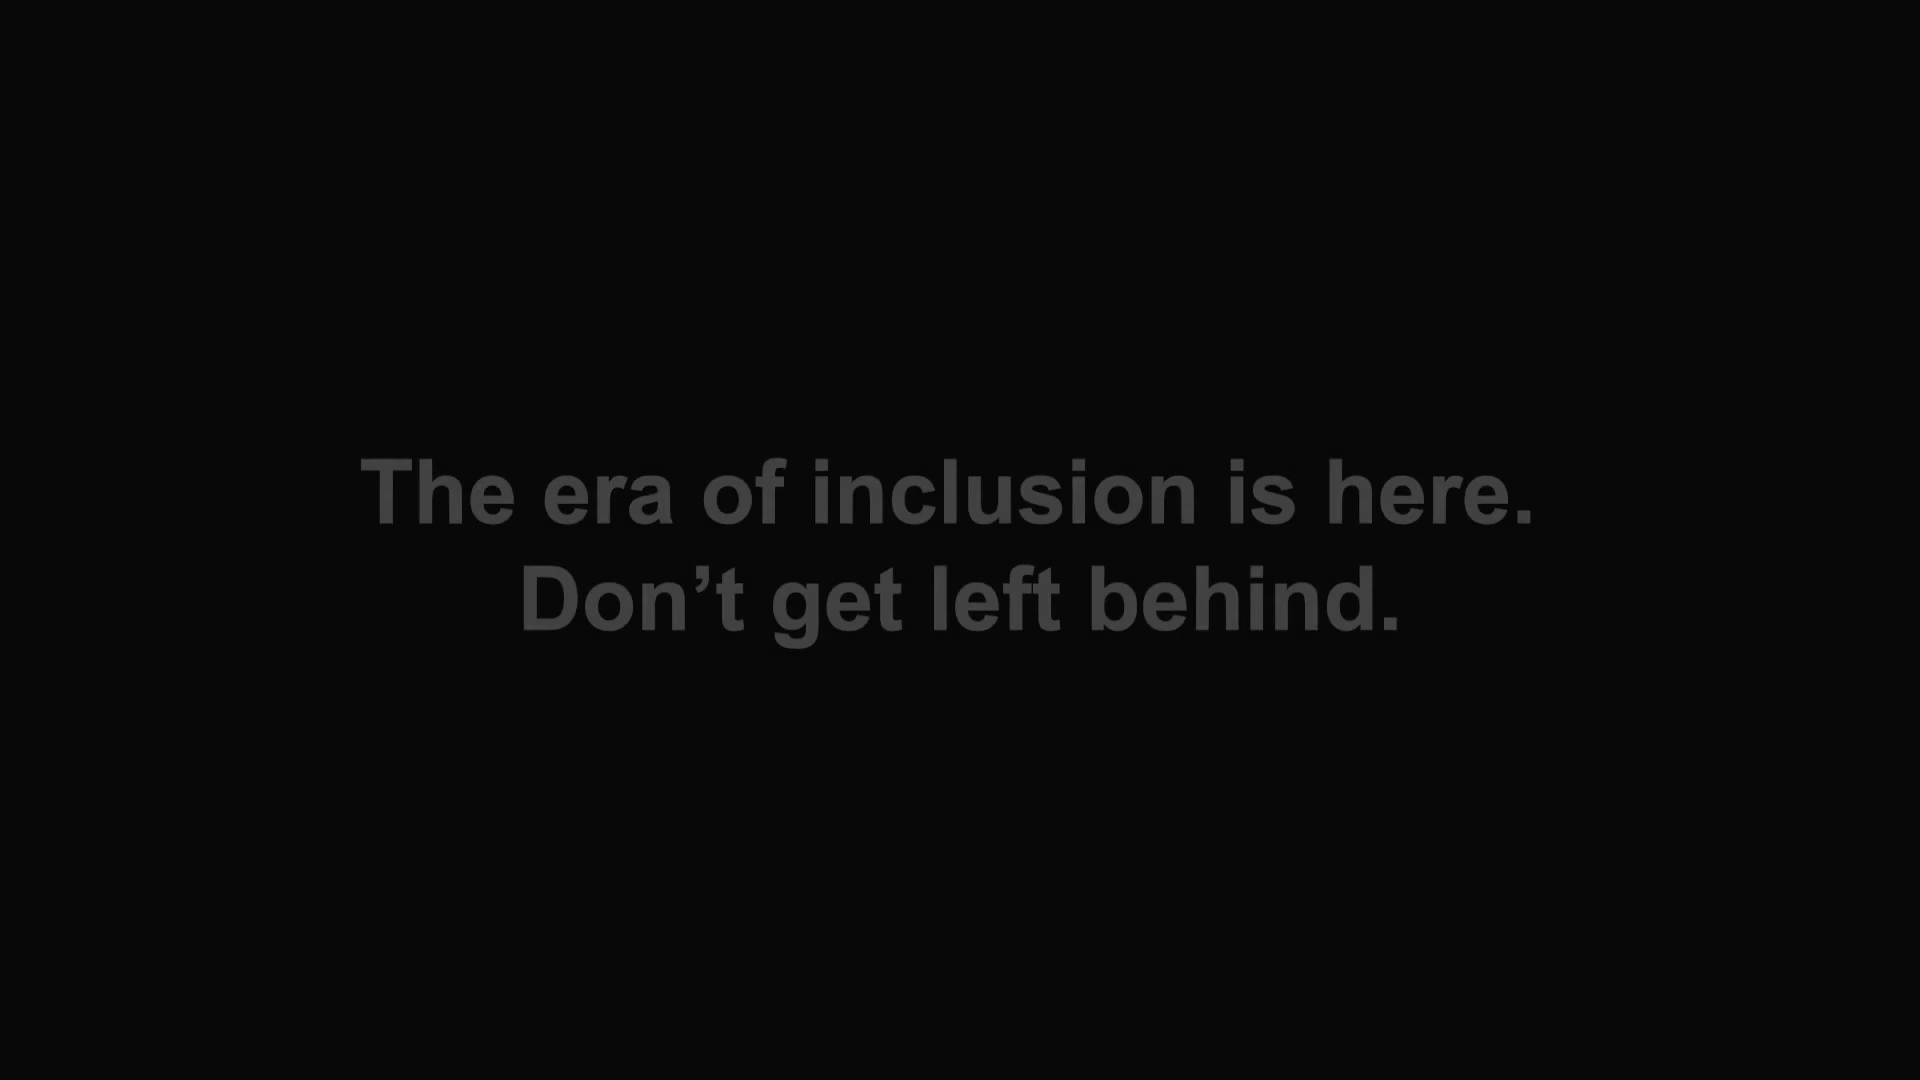 The era of inclusion is here.
Don’t get left behind.